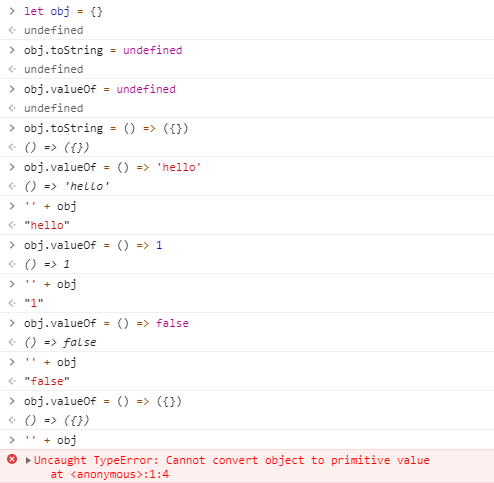 > let obj = {}
< undefined
> obj.toString = undefined
< undefined
> obj.valueOf = undefined
< undefined
> obj.toString = () => ({})
< () => ({})
> obj.valueOf = () => 'hello'
< () => 'hello'
> '' + obj
< "hello"
> obj.valueOf = () => 1
< () => 1
> '' + obj
< "1"
> obj.valueOf = () => false
< () => false
> '' + obj
< "false"
> obj.valueOf = () => ({})
< () => ({})
> '' + obj
Uncaught TypeError: Cannot convert object to primitive value
at <anonymous>:1:4